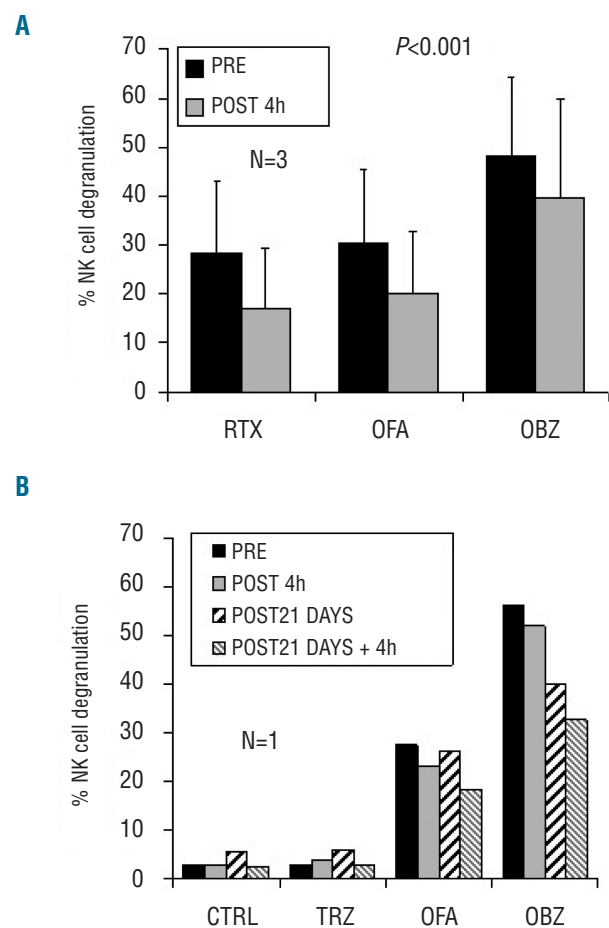 A
% NK cell degranulation
70
60
50
40
30
20
10
0
PRE
POST 4h
P<0.001
N=3
RTX OFA OBZ
B
% NK cell degranulation
70
60
50
40
30
20
10
0
PRE
POST 4h
POST21 DAYS
POST21 DAYS + 4h
N=1
CTRL TRZ OFA OBZ